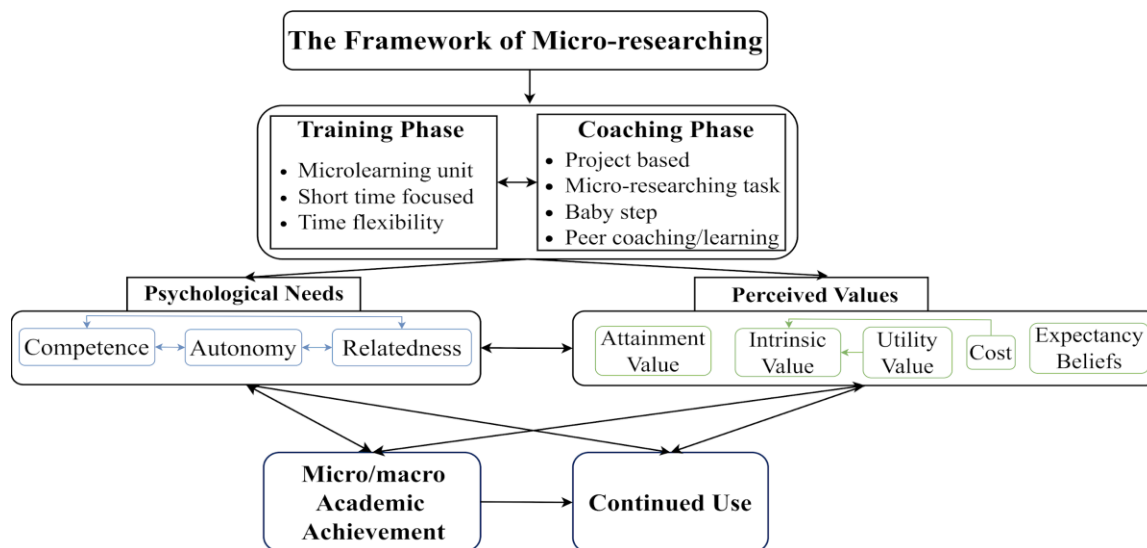 The Framework of Micro-researching
Training Phase
• Microlearning unit
• Short time focused
• Time flexibility
Coaching Phase
• Project based
• Micro-researching task
• Baby step
• Peer coaching/learning
Psychological Needs
Competence
Autonomy
Relatedness
Perceived Values
Attainment
Value
Intrinsic
Value
Utility
Value
Cost
Expectancy
Beliefs
Micro/macro
Academic
Achievement
Continued Use